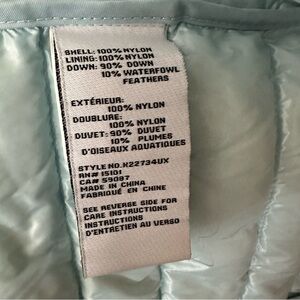 SHELL: 100% NYLON
LINING: 100% NYLON
DOWN: 90% DOWN
10% WATERFOWL
FEATHERS
EXTÉRIEUR:
100% NYLON
DOUBLURE:
100% NYLON
DUVET: 90% DUVET
10% PLUMES
D'OISEAUX AQUATIQUES
STYLE NO. K22734UX
RN# 15101
CA# 59087
MADE IN CHINA
FABRIQUÉ EN CHINE
SEE REVERSE SIDE FOR
CARE INSTRUCTIONS
INSTRUCTIONS
D'ENTRETIEN AU VERSO